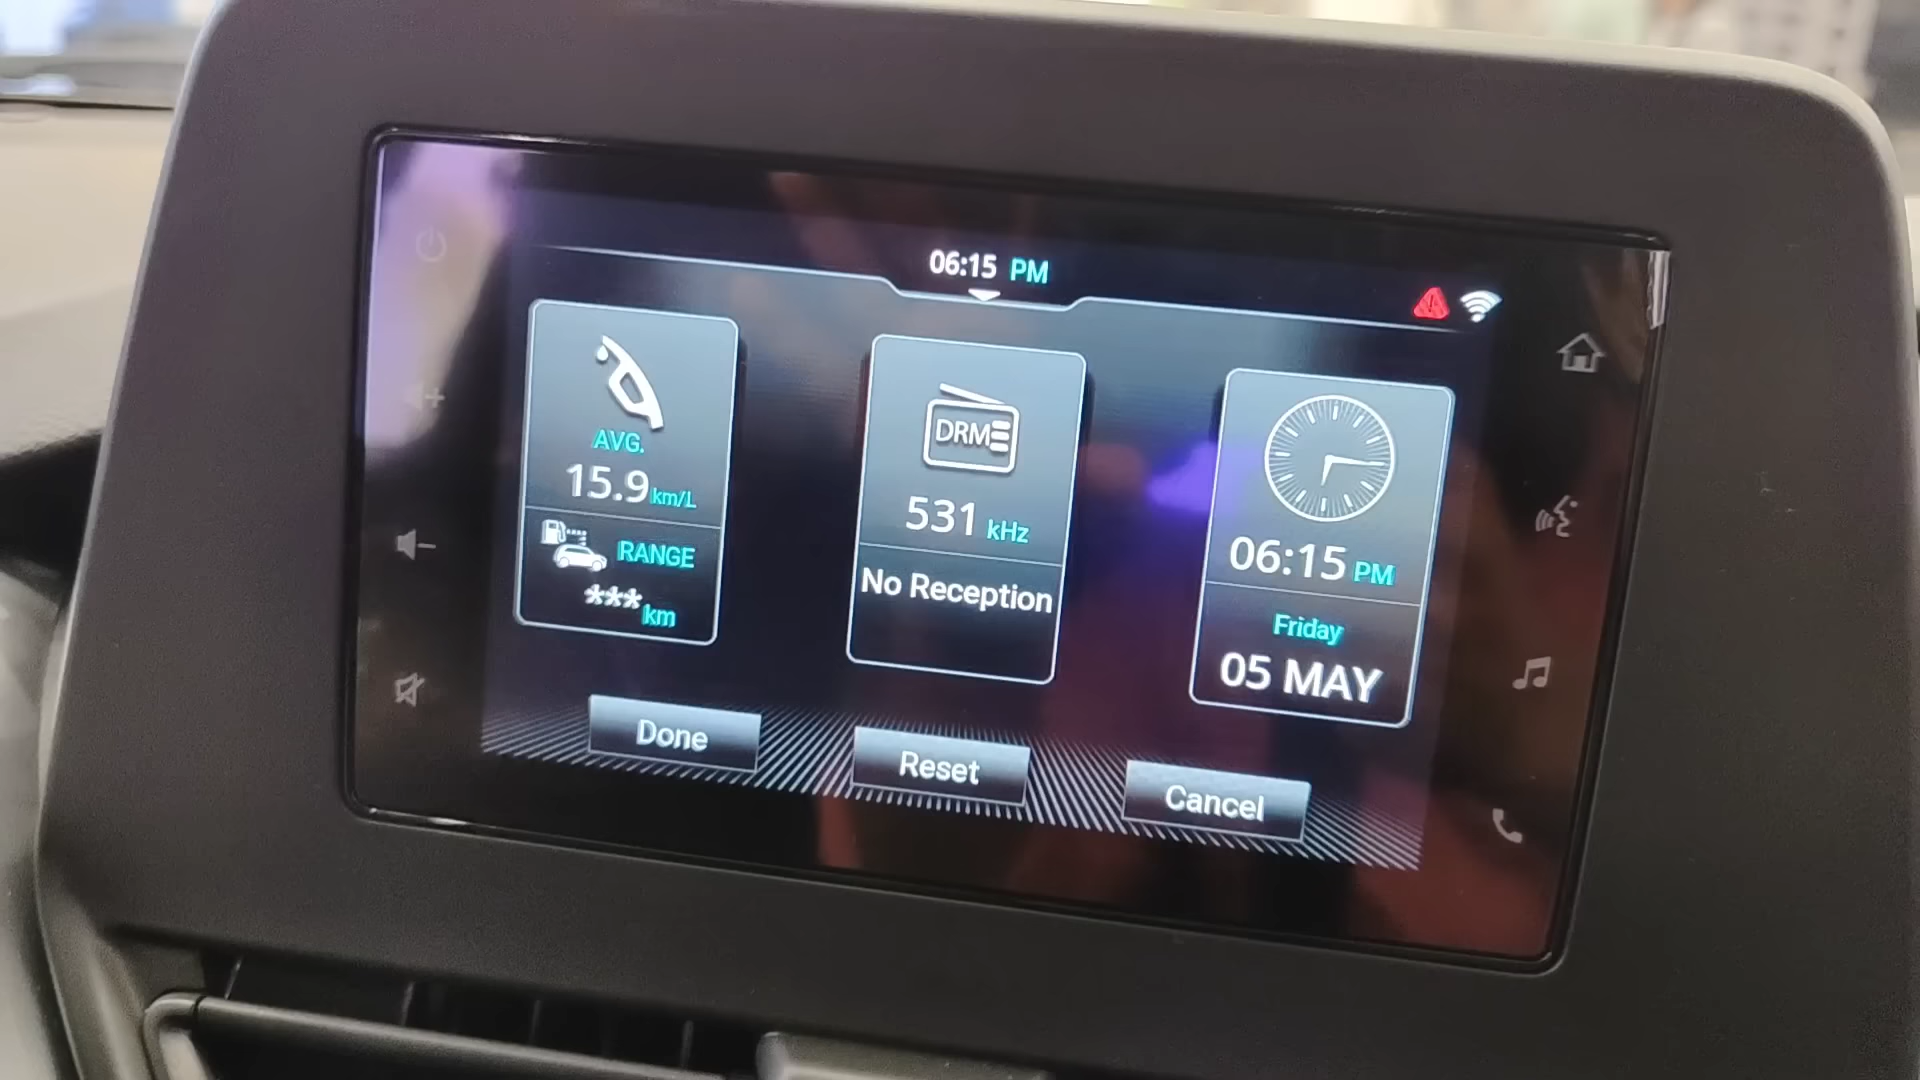 06:15 PM
AVG.
15.9 km/L
RANGE
*** km
DRM
531 kHz
No Reception
06:15 PM
Friday
05 MAY
Done
Reset
Cancel